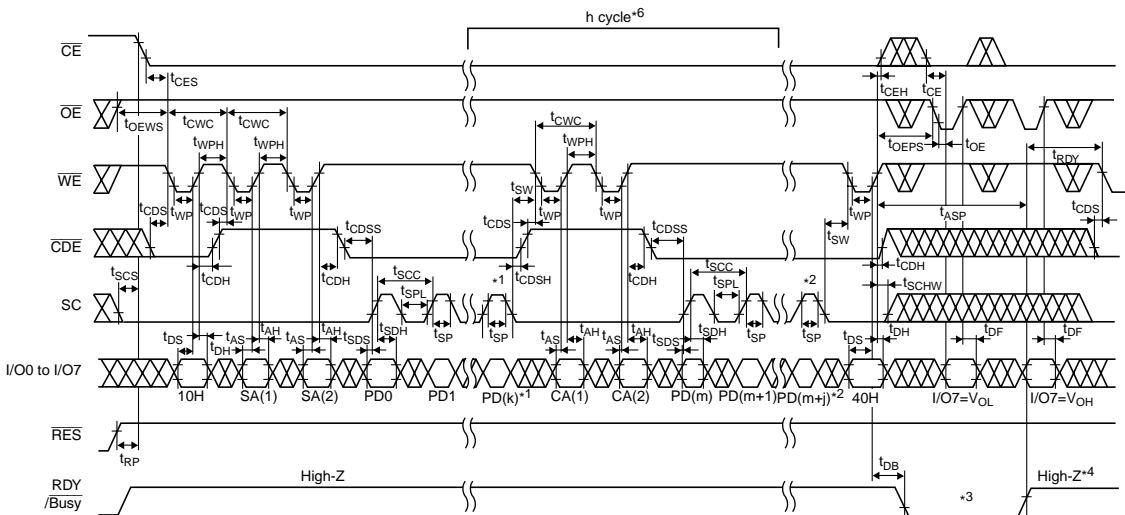 h cycle*6
CE
tCES
tCEH
tCE
OE
tOEWS
tCWC
tCWC
tCWC
tOEPS
tOE
tWPH
tWPH
tWPH
tRDY
WE
tCDS
tWP
tCDS
tWP
tWP
tSW
tWP
tWP
tWP
tASP
tCDS
tCDSS
tCDS
tCDSS
tSW
CDE
tSCS
tCDH
tCDH
tSCC
*1
tCDSH
tCDH
tSCC
*2
tCDH
tSPL
tSPL
tSCHW
SC
tDS
tDH
tAS
tAH
tAS
tAH
tSDS
tSDH
tSP
tSP
tAS
tAH
tAS
tAH
tSDS
tSDH
tSP
tSP
tDS
tDH
tDF
tDF
I/O0 to I/O7
10H
SA(1)
SA(2)
PD0
PD1
PD(k)*1
CA(1)
CA(2)
PD(m)
PD(m+1)
PD(m+j)*2
40H
I/O7=VOL
I/O7=VOH
RES
tRP
RDY
/Busy
High-Z
tDB
*3
High-Z*4